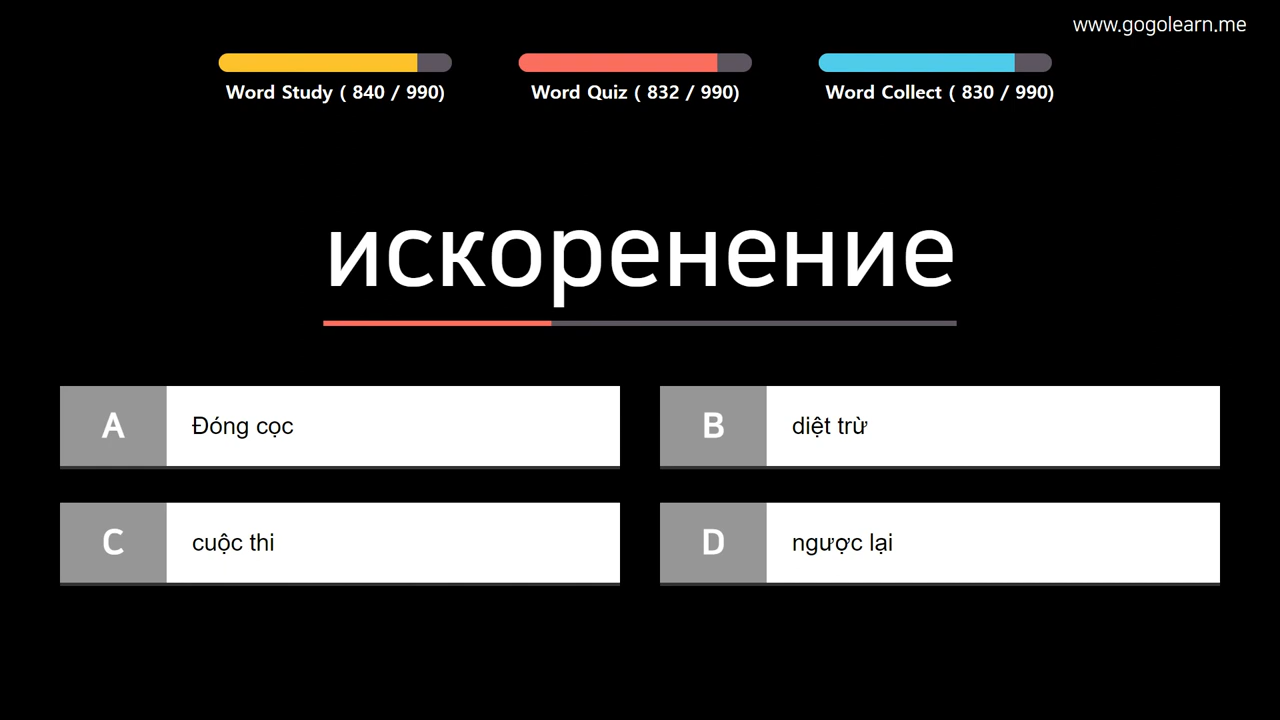 www.gogolearn.me
Word Study ( 840 / 990)
Word Quiz ( 832 / 990)
Word Collect ( 830 / 990)
искоренение
A
Đóng cọc
B
diệt trừ
C
cuộc thi
D
ngược lại